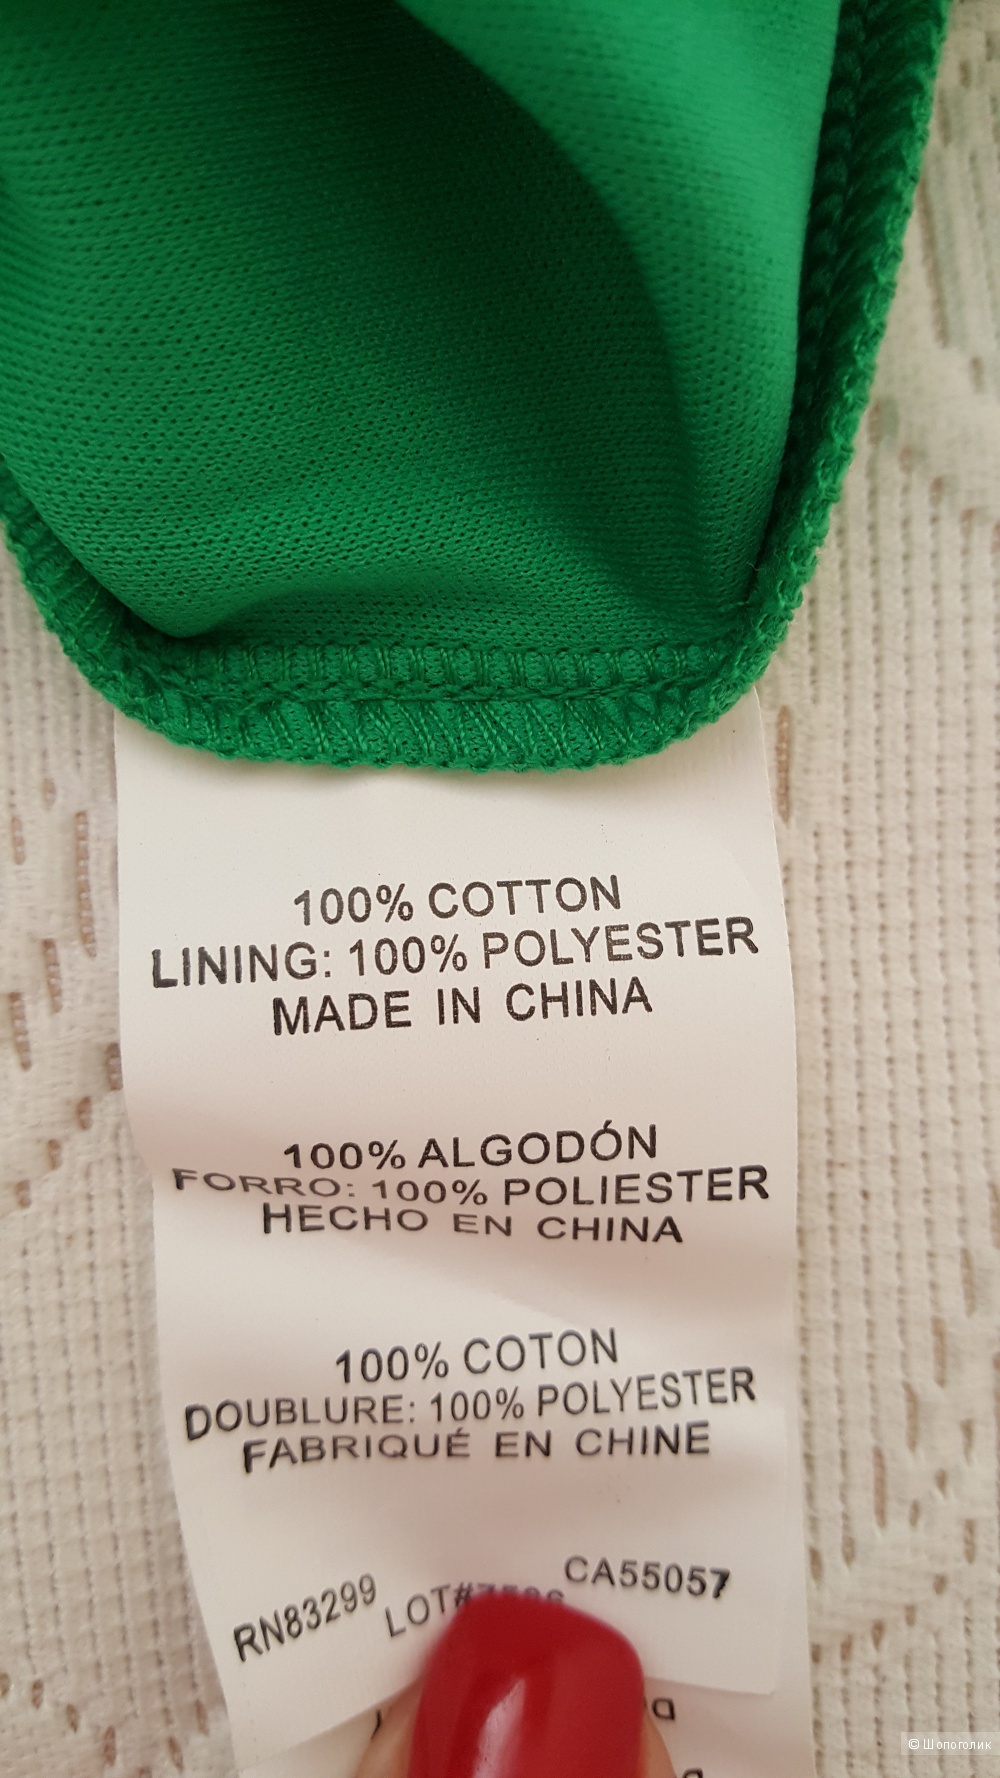 100% COTTON
LINING: 100% POLYESTER
MADE IN CHINA
100% ALGODÓN
FORRO: 100% POLIESTER
HECHO EN CHINA
100% COTON
DOUBLURE: 100% POLYESTER
FABRIQUÉ EN CHINE
RN83299 LOT# CA55057
© Шопоголик